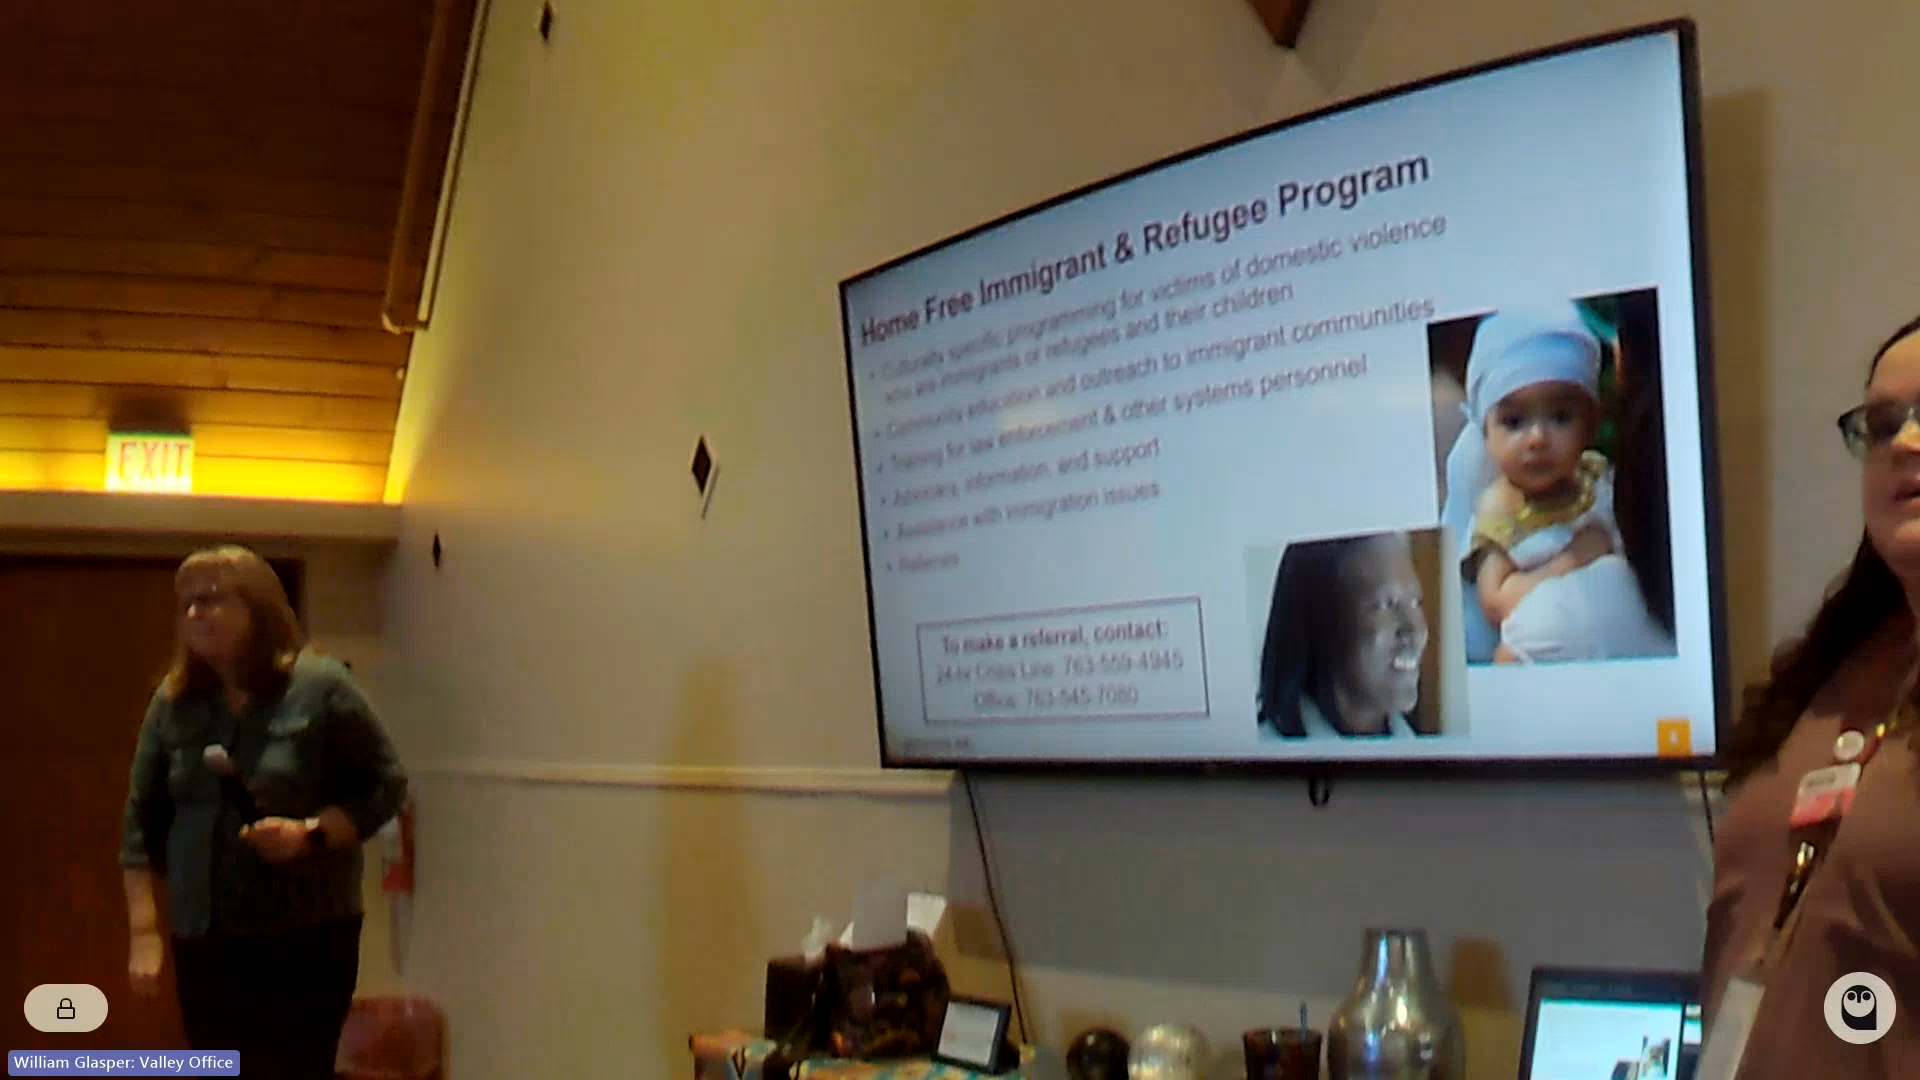 EXIT
Home Free Immigrant & Refugee Program
• Culturally specific programming for victims of domestic violence
who are immigrants or refugees and their children
• Community education and outreach to immigrant communities
• Training for law enforcement & other systems personnel
• Advocacy, information, and support
• Assistance with immigration issues
• Referrals
To make a referral, contact:
24-hr Crisis Line: 763-559-4945
Office: 763-545-7080
William Glasper: Valley Office